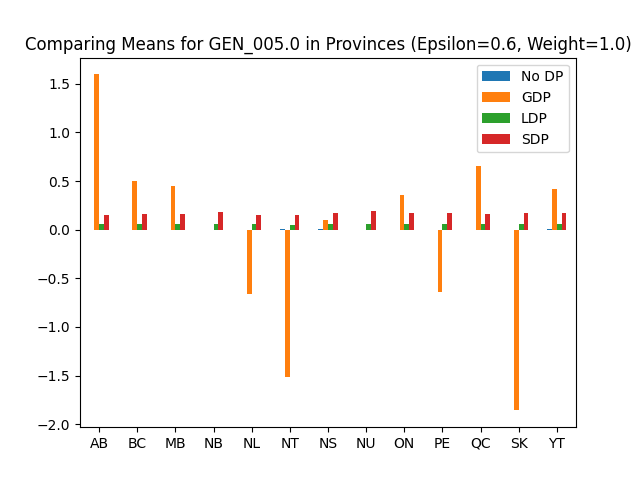 Comparing Means for GEN_005.0 in Provinces (Epsilon=0.6, Weight=1.0)
No DP
GDP
LDP
SDP
1.5
1.0
0.5
0.0
−0.5
−1.0
−1.5
−2.0
AB BC MB NB NL NT NS NU ON PE QC SK YT